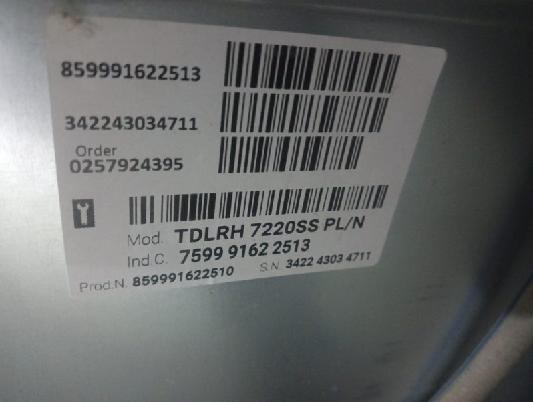 859991622513
342243034711
Order
0257924395
Mod. TDLRH 7220SS PL/N
Ind C. 7599 9162 2513
Prod.N. 859991622510 S.N. 3422 4303 4711